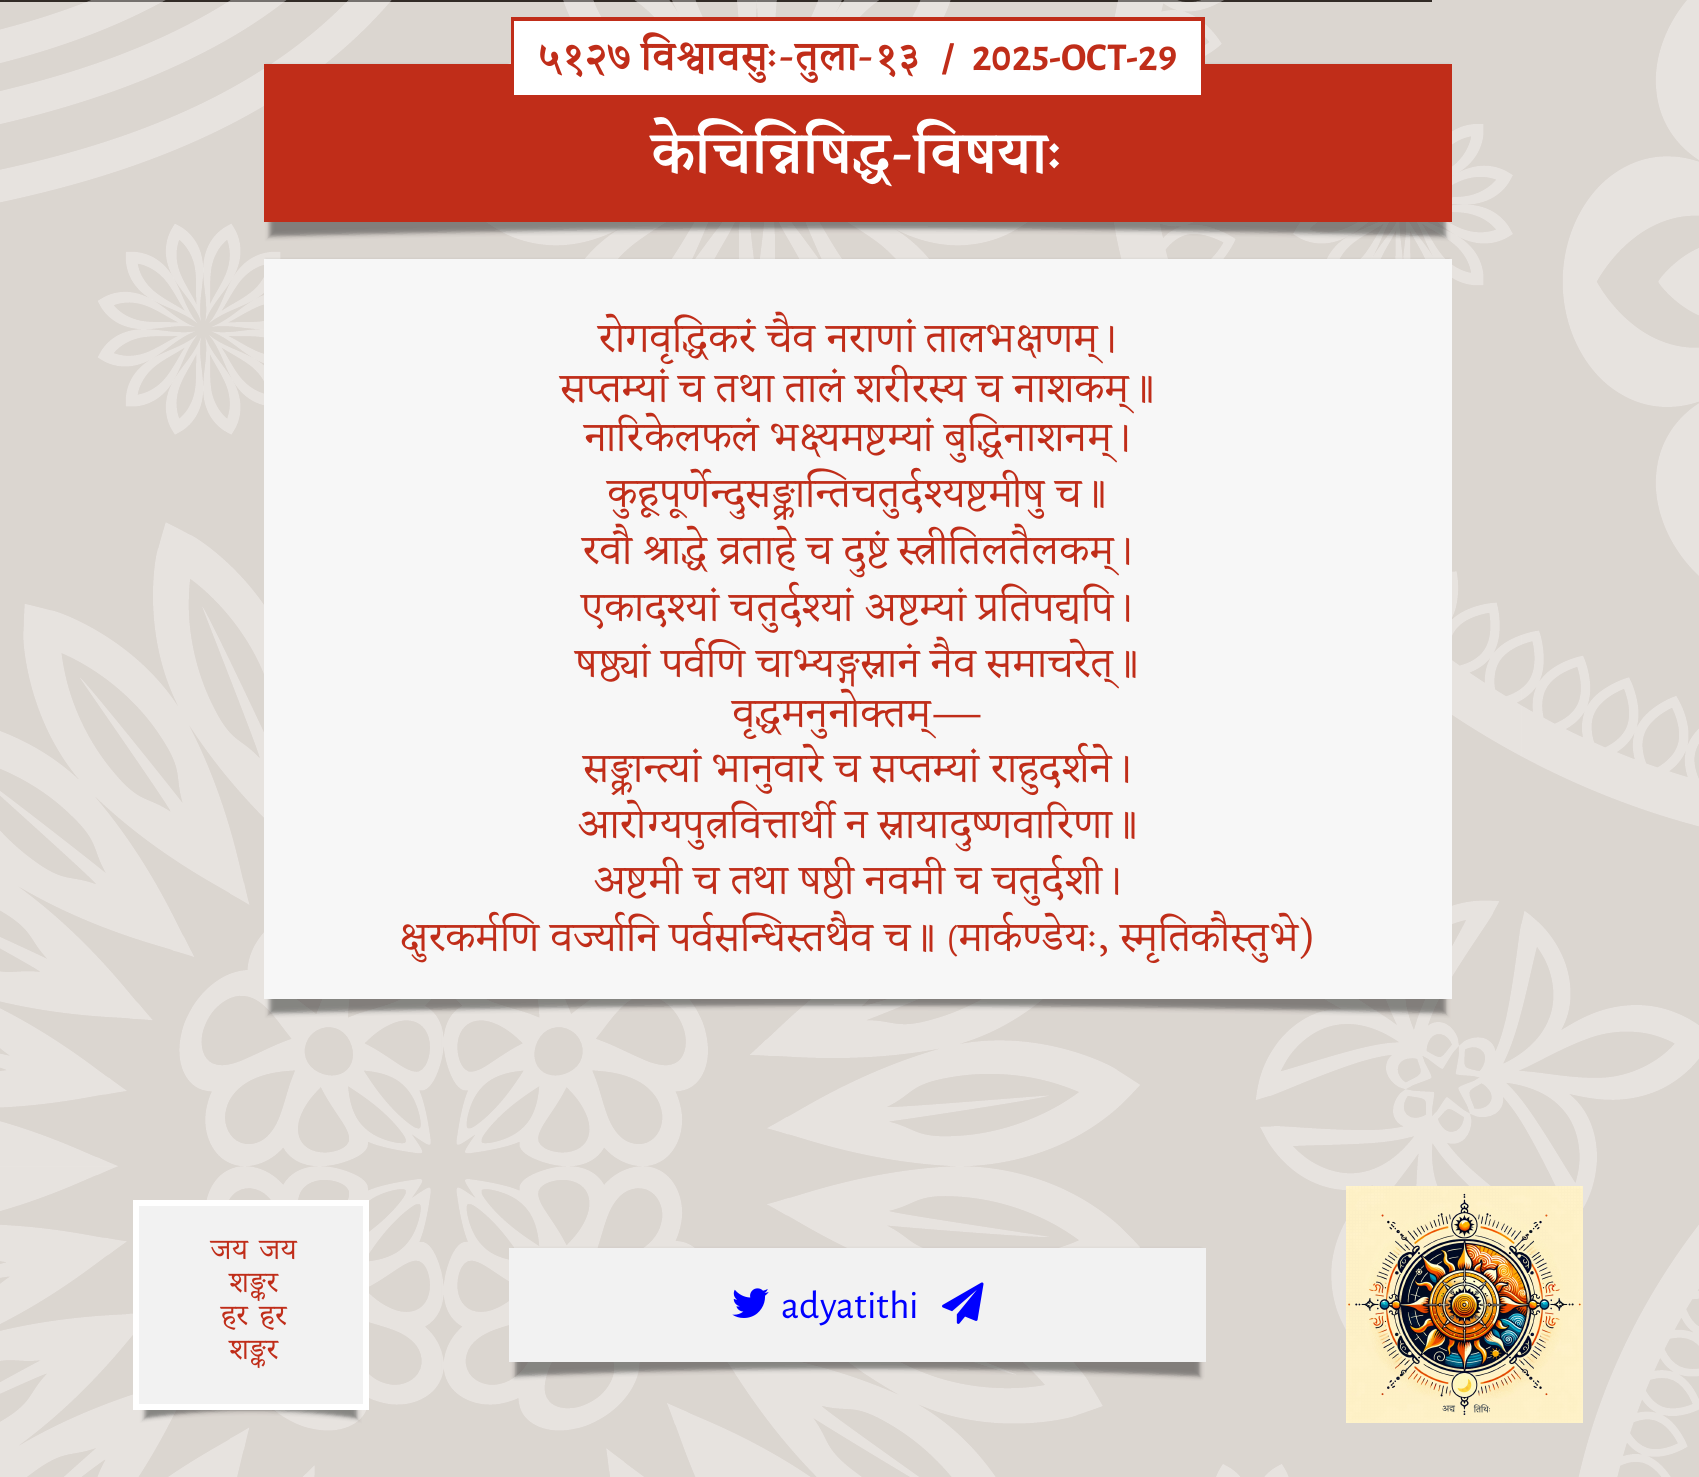 ५१२७ विश्वावसुः-तुला-१३ / 2025-OCT-29
केचिन्निषिद्ध-विषयाः
रोगवृद्धिकरं चैव नराणां तालभक्षणम्।
सप्तम्यां च तथा तालं शरीरस्य च नाशकम्॥
नारिकेलफलं भक्ष्यमष्टम्यां बुद्धिनाशनम्।
कुहूपूर्णेन्दुसङ्क्रान्तिचतुर्दश्यष्टमीषु च॥
रवौ श्राद्धे व्रताहे च दुष्टं स्त्रीतिलतैलकम्।
एकादश्यां चतुर्दश्यां अष्टम्यां प्रतिपद्यपि।
षष्ठ्यां पर्वणि चाभ्यङ्गस्नानं नैव समाचरेत्॥
वृद्धमनुनोक्तम्—
सङ्क्रान्त्यां भानुवारे च सप्तम्यां राहुदर्शने।
आरोग्यपुत्रवित्तार्थी न स्नायादुष्णवारिणा॥
अष्टमी च तथा षष्ठी नवमी च चतुर्दशी।
क्षुरकर्मणि वर्ज्यानि पर्वसन्धिस्तथैव च॥ (मार्कण्डेयः, स्मृतिकौस्तुभे)
जय जय
शङ्कर
हर हर
शङ्कर
adyatithi
अद्य तिथिः